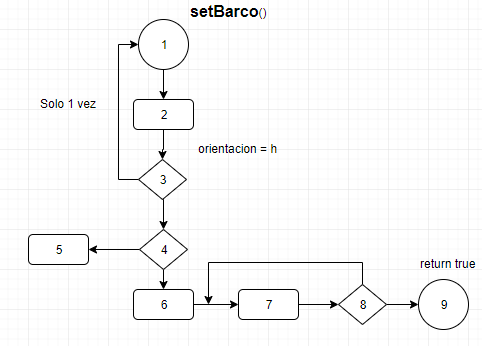 setBarco()
1
Solo 1 vez
2
orientacion = h
3
5
4
return true
6
7
8
9